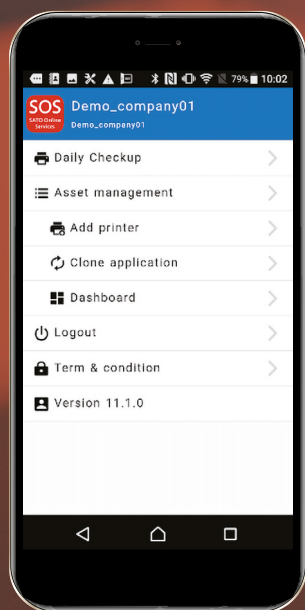 79% 10:02
SOS
SATO Online
Services
Demo_company01
Demo_company01
Daily Checkup
Asset management
Add printer
Clone application
Dashboard
Logout
Term & condition
Version 11.1.0